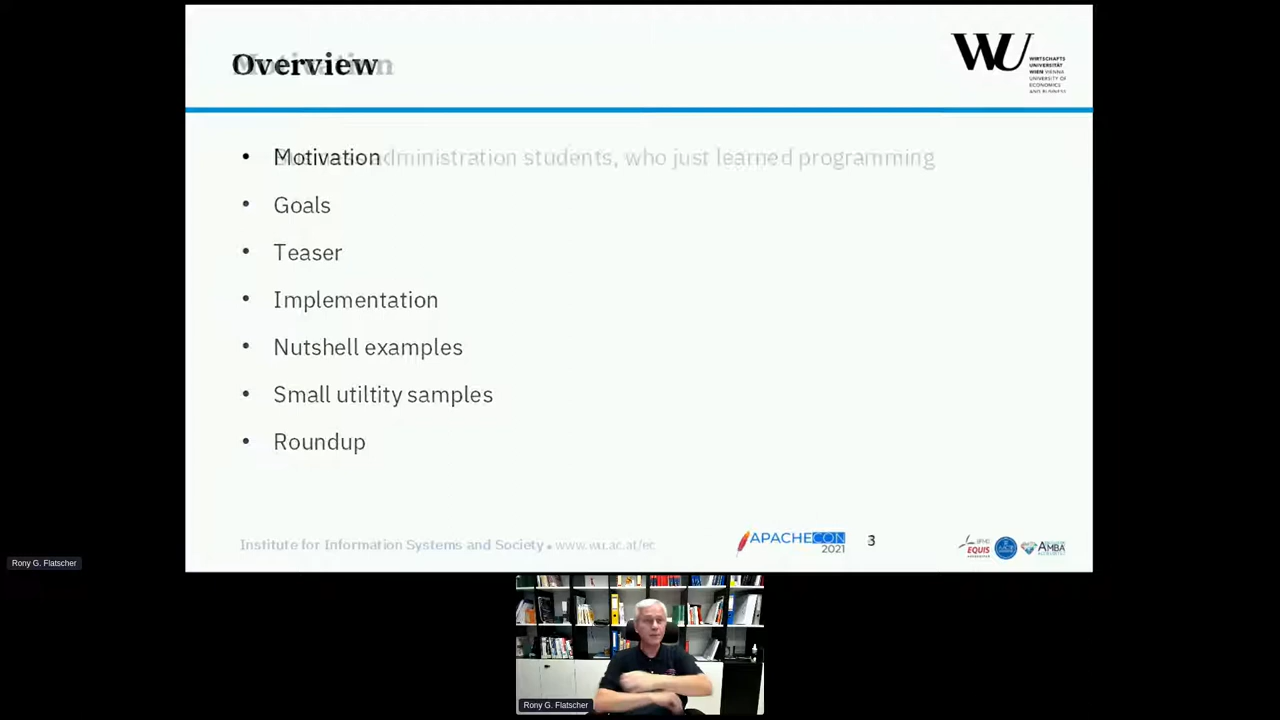 Overview
Motivation
WU
WIRTSCHAFTS
UNIVERSITÄT
WIEN VIENNA
UNIVERSITY OF
ECONOMICS
AND BUSINESS
• Motivation
administration students, who just learned programming
• Goals
• Teaser
• Implementation
• Nutshell examples
• Small utiltity samples
• Roundup
Institute for Information Systems and Society • www.wu.ac.at/ec
APACHECON
2021
3
EQUIS
AMBA
Rony G. Flatscher
Rony G. Flatscher